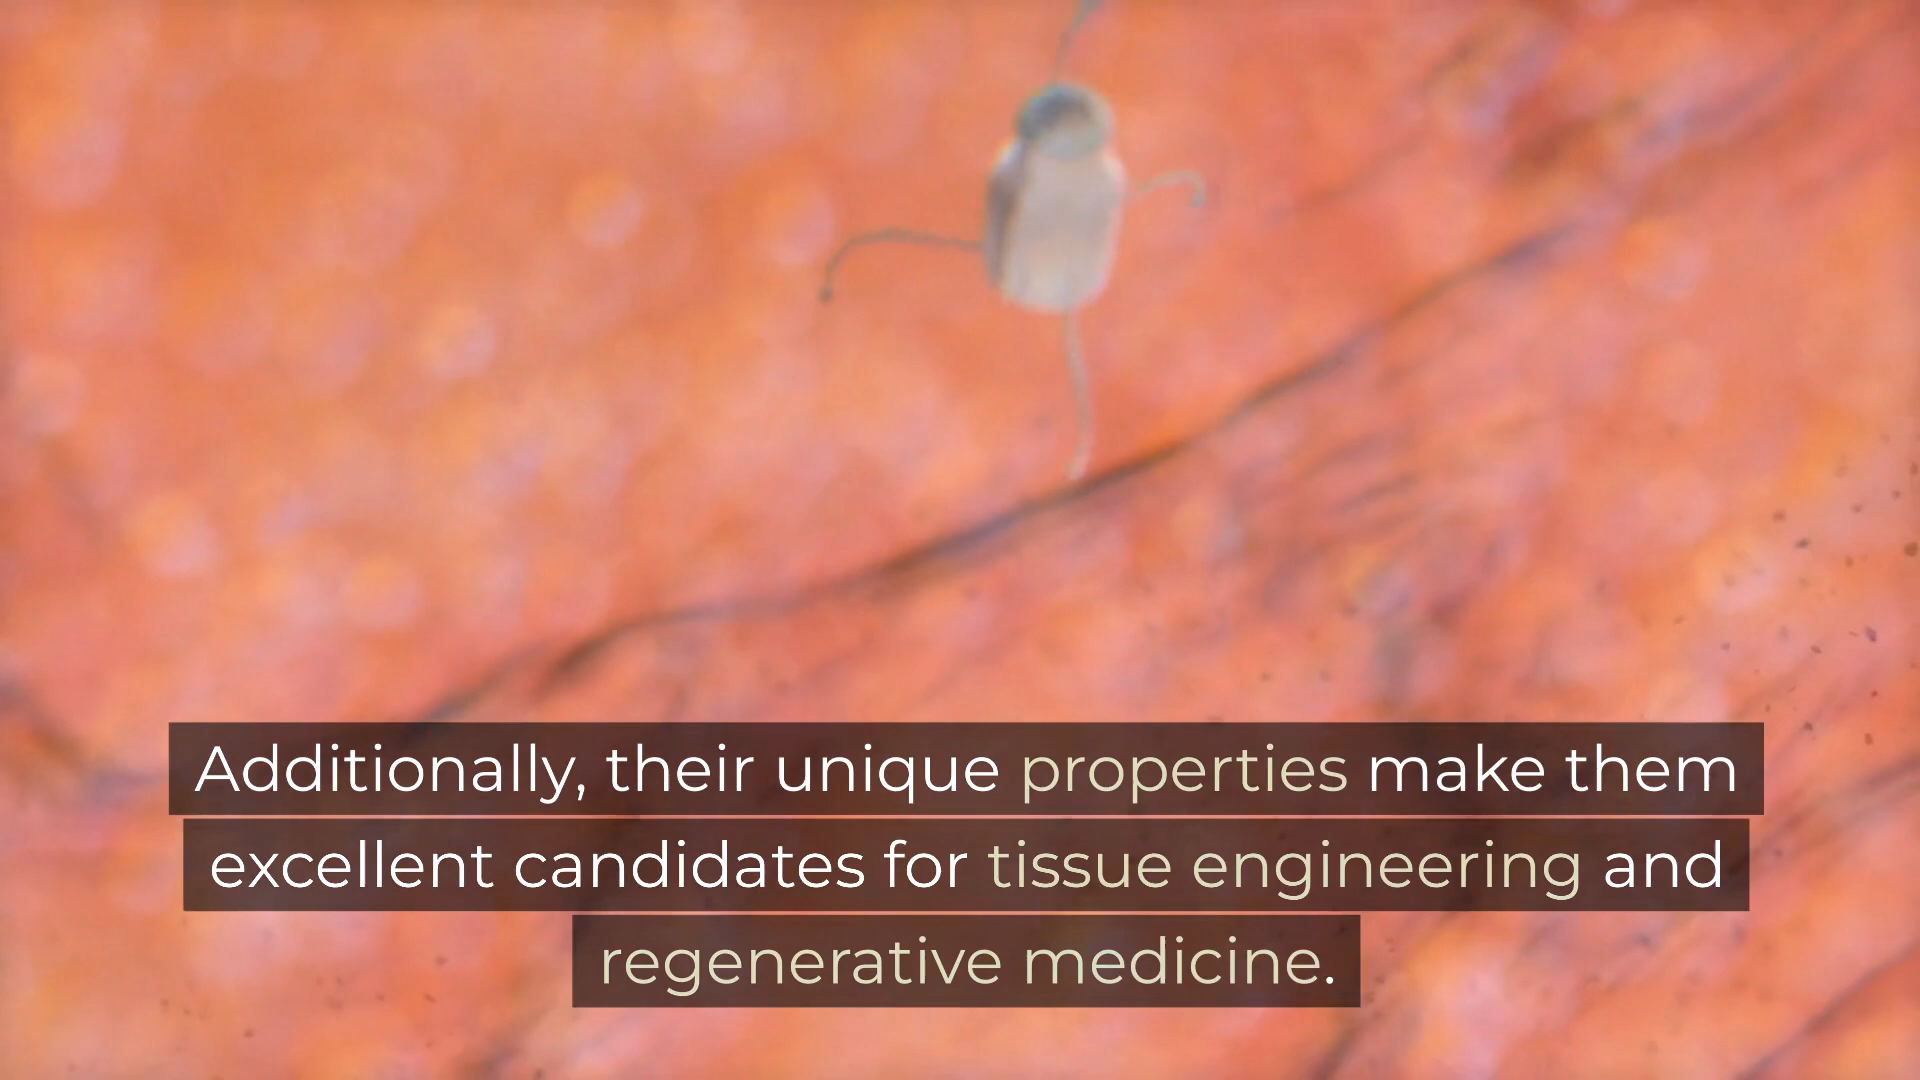 Additionally, their unique properties make them
excellent candidates for tissue engineering and
regenerative medicine.